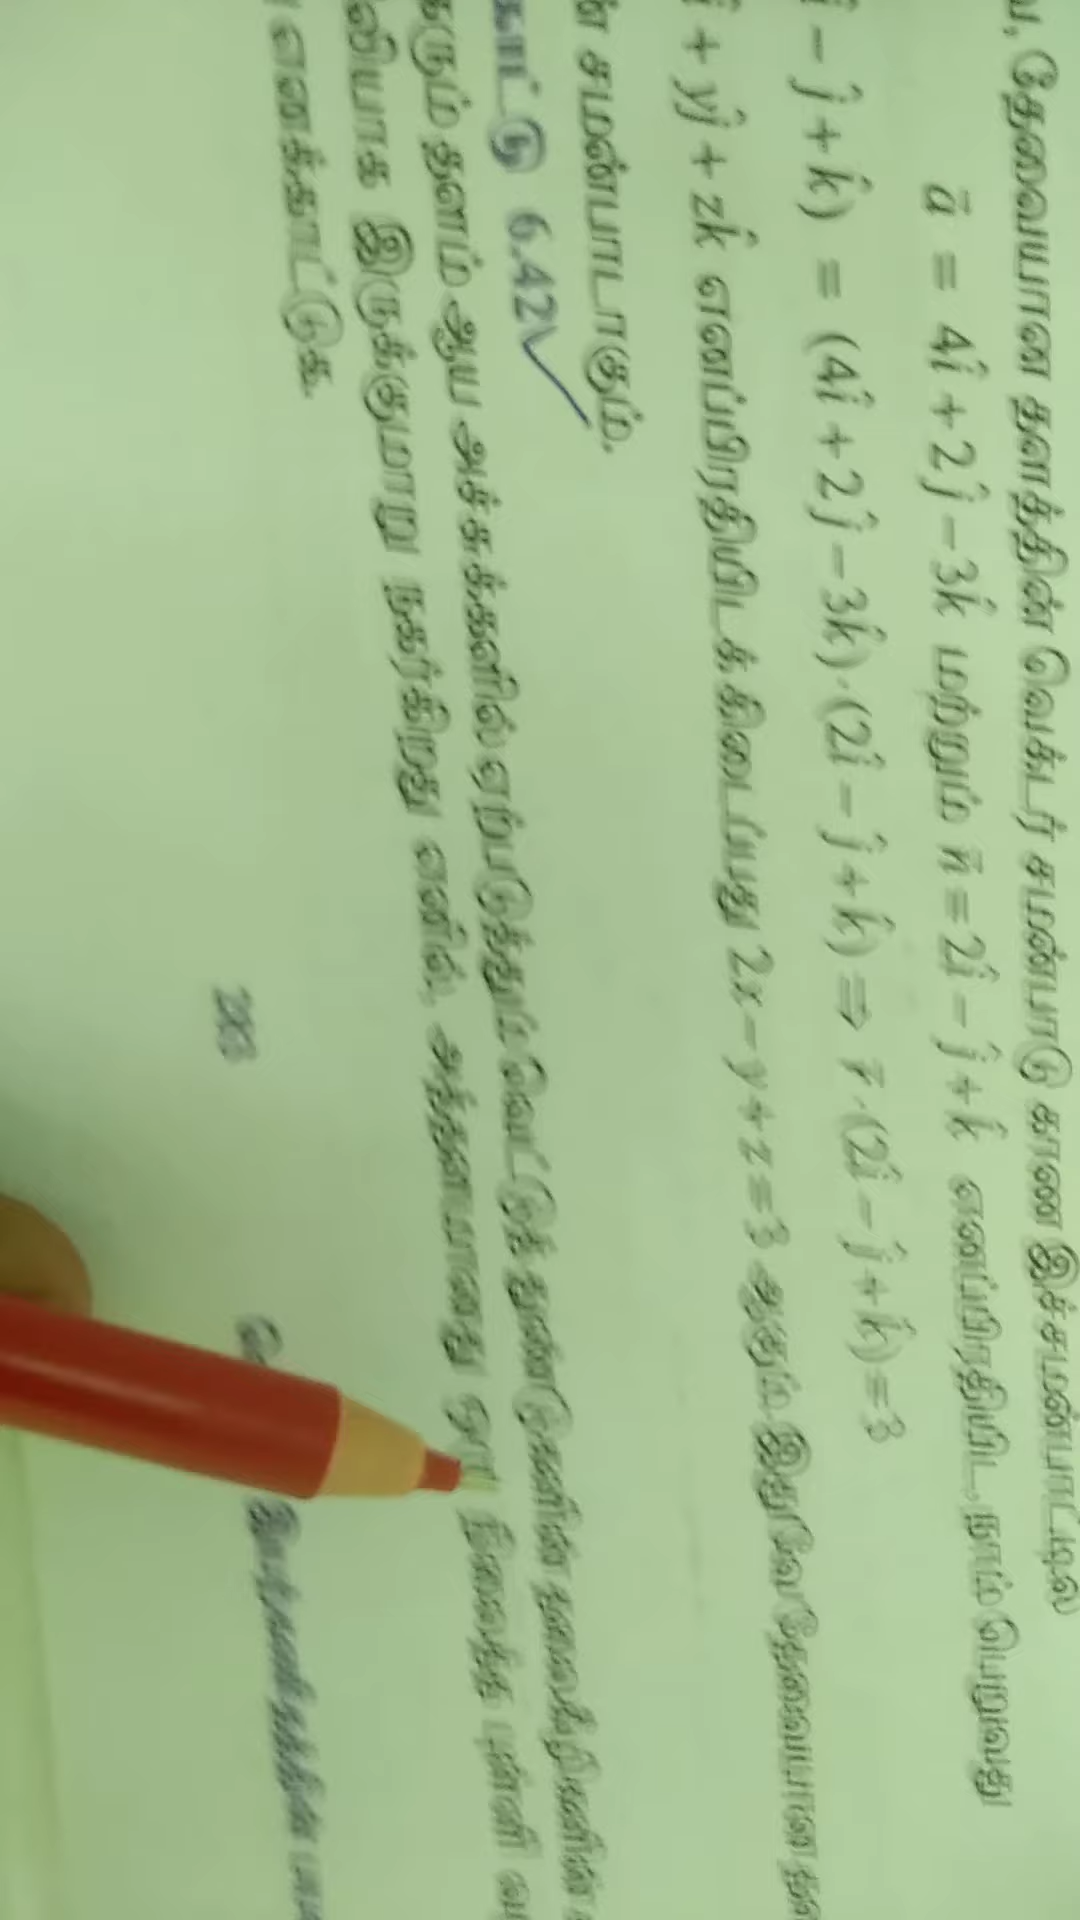 தேவையான தளத்தின் வெக்டர் சமன்பாடு காண இச்சமன்பாட்டில்
ā = 4î + 2ĵ − 3k̂ மற்றும் n̄ = 2î − ĵ + k̂ எனப்பிரதியிட, நாம் பெறுவது
− ĵ + k̂) = (4î + 2ĵ − 3k̂)·(2î − ĵ + k̂) ⇒ r̄·(2î − ĵ + k̂) = 3
+ yĵ + zk̂ எனப்பிரதியிடக் கிடைப்பது 2x − y + z = 3 ஆகும். இதுவே தேவையான
சமன்பாடாகும்.
6.42
தளம் ஆய அச்சுக்களில் ஏற்படுத்தும் வெட்டுத் துண்டுகளின் தலைகீழிகளின்
இருக்குமாறு நகர்கிறது எனில், அத்தளமானது ஒரு நிலைத்த புள்ளி
எனக்காட்டுக.
263